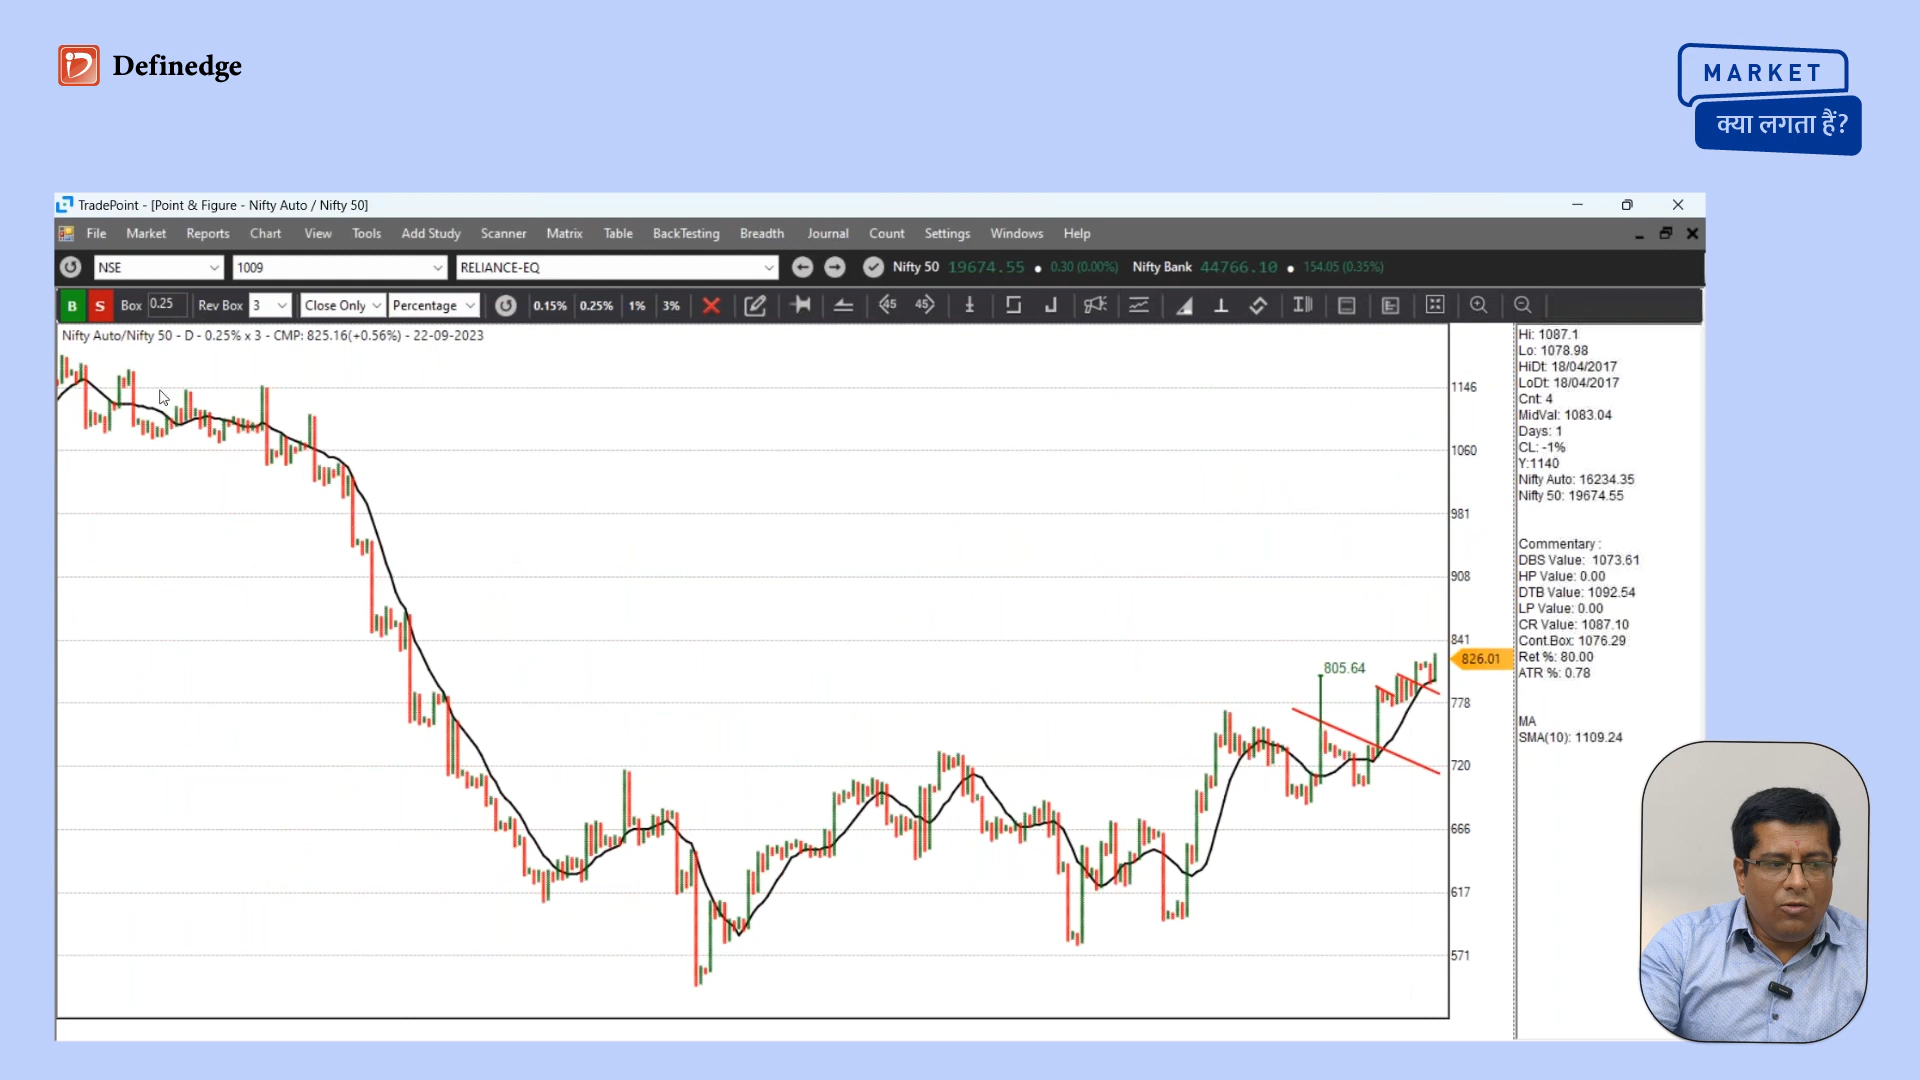 Definedge
MARKET
क्या लगता हैं?
TradePoint - [Point & Figure - Nifty Auto / Nifty 50]
File Market Reports Chart View Tools Add Study Scanner Matrix Table BackTesting Breadth Journal Count Settings Windows Help
NSE 1009 RELIANCE-EQ Nifty 50 19674.55 0.30 (0.00%) Nifty Bank 44766.10 154.05 (0.35%)
B S Box 0.25 Rev Box 3 Close Only Percentage 0.15% 0.25% 1% 3% 45 45
Nifty Auto/Nifty 50 - D - 0.25% x 3 - CMP: 825.16(+0.56%) - 22-09-2023
1146
1060
981
908
841
826.01
805.64
778
720
666
617
571
Hi: 1087.1
Lo: 1078.98
HiDt: 18/04/2017
LoDt: 18/04/2017
Cnt: 4
MidVal: 1083.04
Days: 1
CL: -1%
Y:1140
Nifty Auto: 16234.35
Nifty 50: 19674.55
Commentary :
DBS Value: 1073.61
HP Value: 0.00
DTB Value: 1092.54
LP Value: 0.00
CR Value: 1087.10
Cont.Box: 1076.29
Ret %: 80.00
ATR %: 0.78
MA
SMA(10): 1109.24